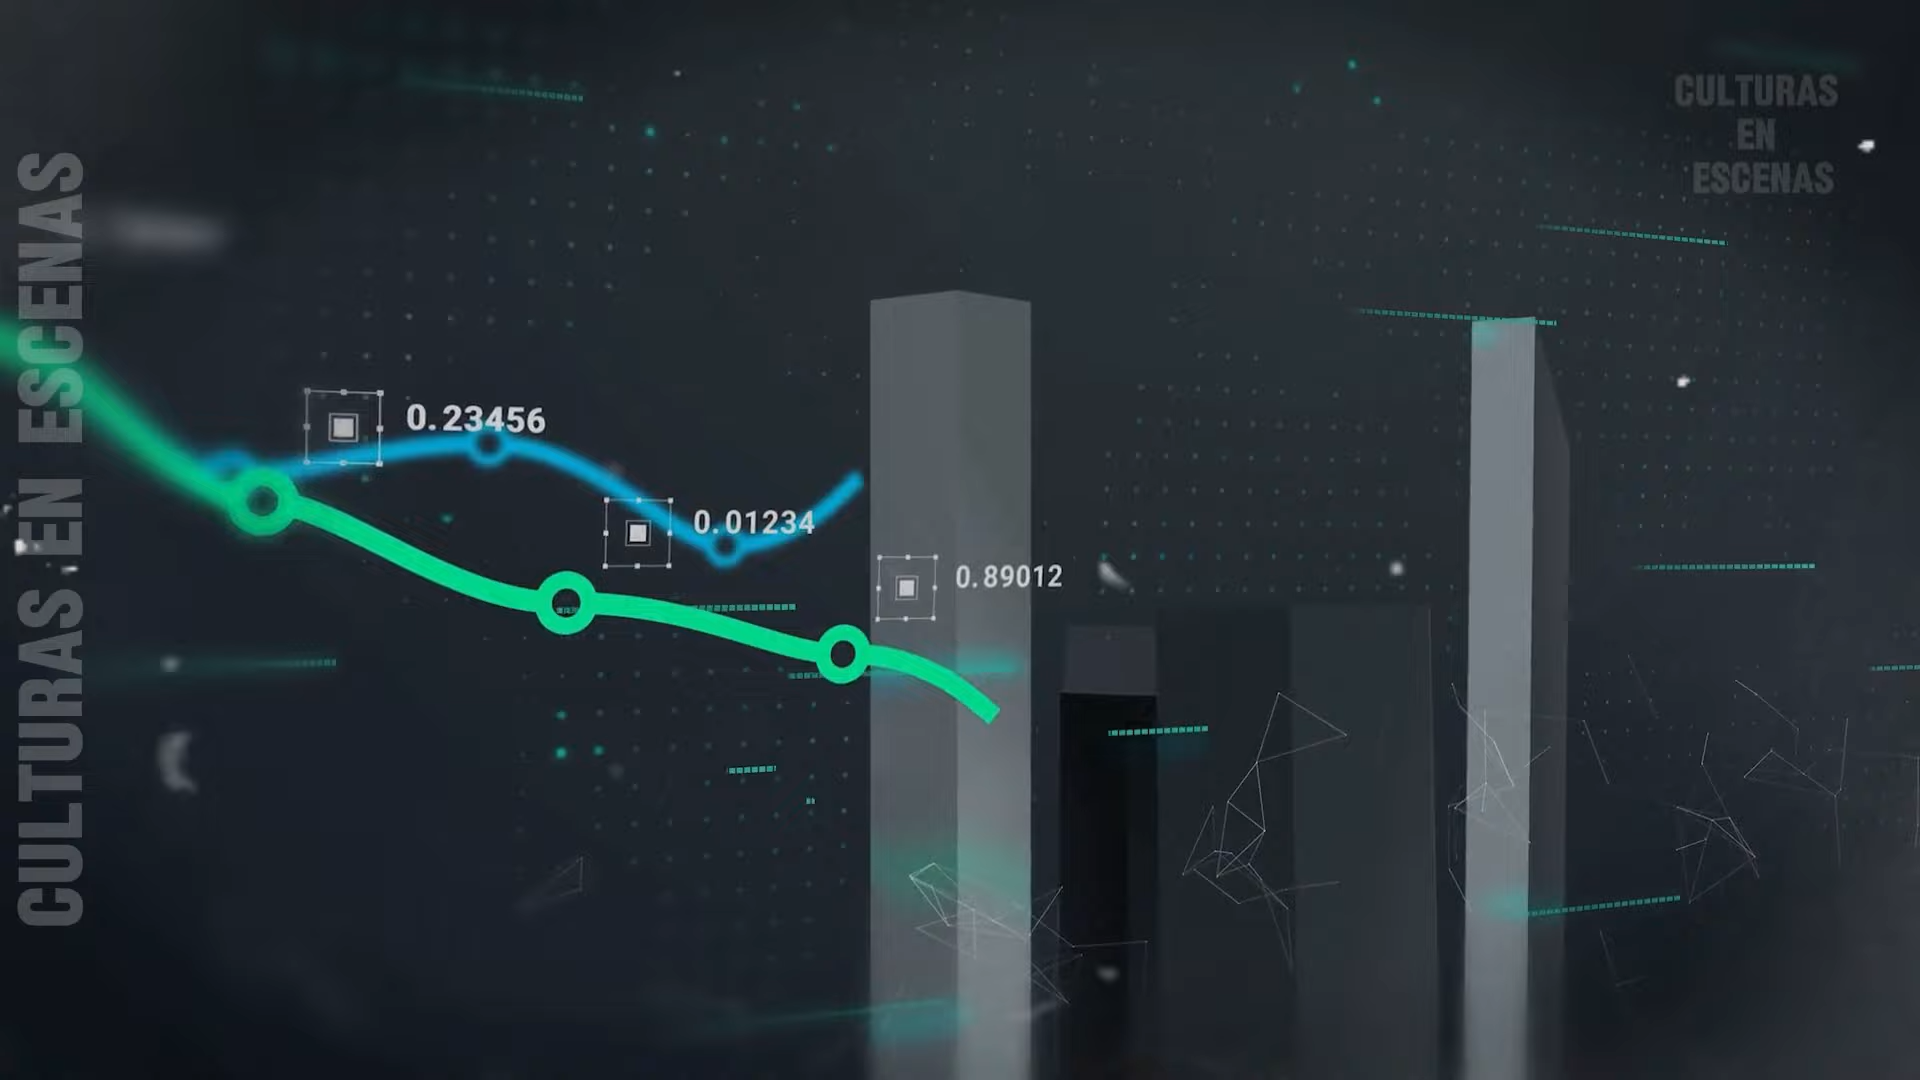 CULTURAS EN ESCENAS
CULTURAS
EN
ESCENAS
0.23456
0.01234
0.89012